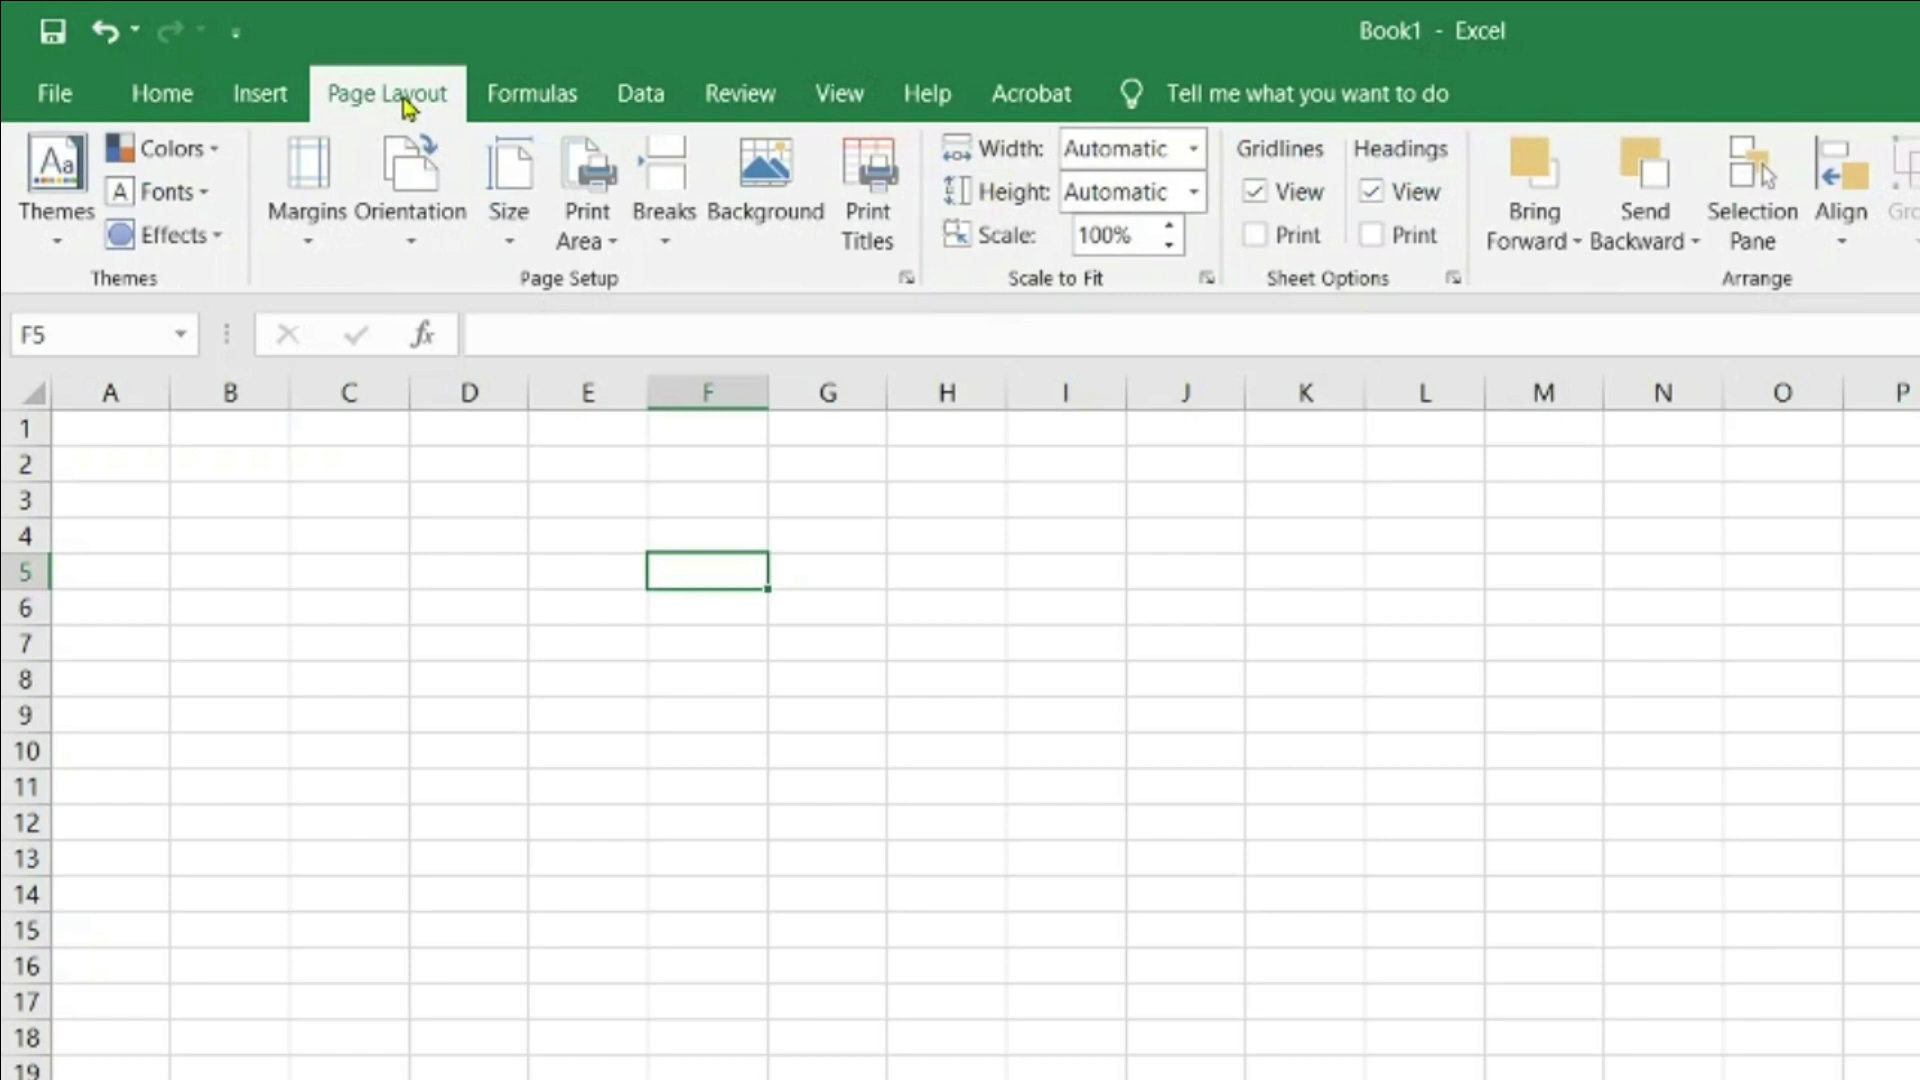 Book1 - Excel
File Home Insert Page Layout Formulas Data Review View Help Acrobat Tell me what you want to do
Themes
Colors
Fonts
Effects
Themes
Margins
Orientation
Size
Print
Area
Breaks
Background
Print
Titles
Page Setup
Width: Automatic
Height: Automatic
Scale: 100%
Scale to Fit
Gridlines
View
Print
Headings
View
Print
Sheet Options
Bring
Forward
Send
Backward
Selection
Pane
Align
Arrange
F5 fx
A B C D E F G H I J K L M N O P
1
2
3
4
5
6
7
8
9
10
11
12
13
14
15
16
17
18
19